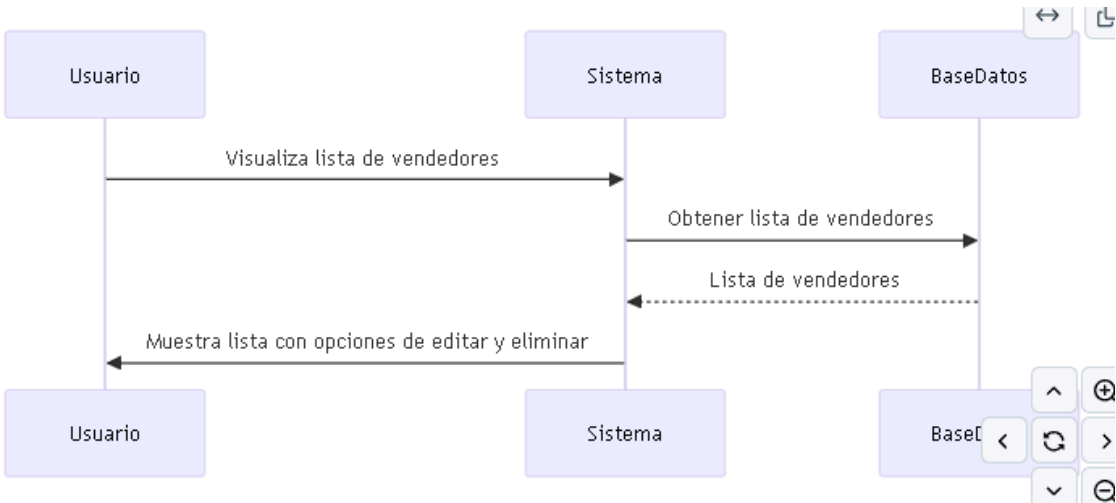 Usuario
Sistema
BaseDatos
Visualiza lista de vendedores
Obtener lista de vendedores
Lista de vendedores
Muestra lista con opciones de editar y eliminar
Usuario
Sistema